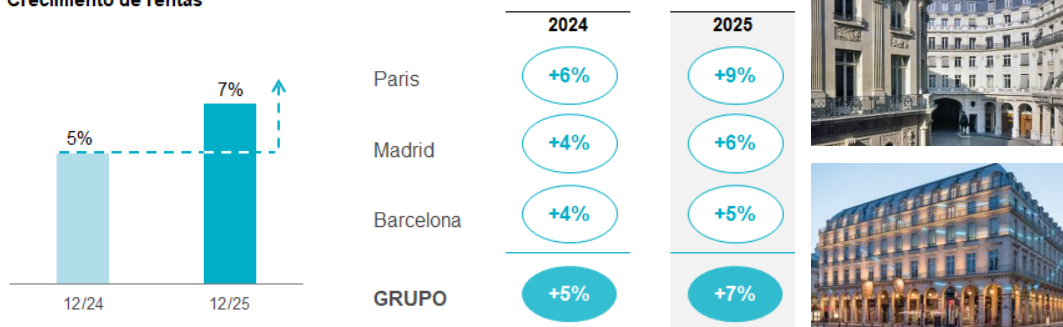 Crecimiento de rentas
7%
5%
12/24 12/25
2024 2025
Paris +6% +9%
Madrid +4% +6%
Barcelona +4% +5%
GRUPO +5% +7%